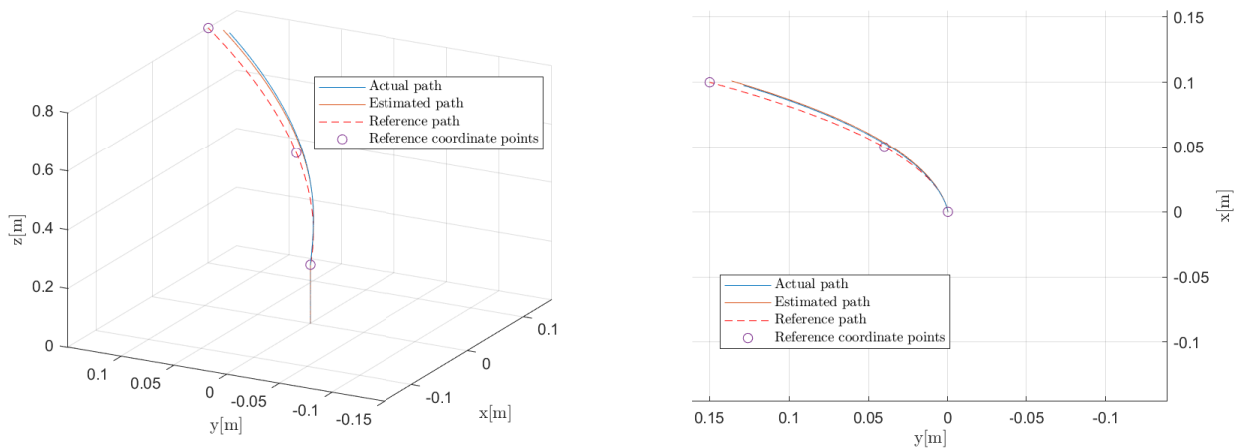 0.8
0.6
0.4
0.2
0
z[m]
0.1
0.05
0
-0.05
-0.1
-0.15
y[m]
-0.1
0
0.1
x[m]
Actual path
Estimated path
Reference path
Reference coordinate points
0.15
0.1
0.05
0
-0.05
-0.1
x[m]
0.15
0.1
0.05
0
-0.05
-0.1
y[m]
Actual path
Estimated path
Reference path
Reference coordinate points